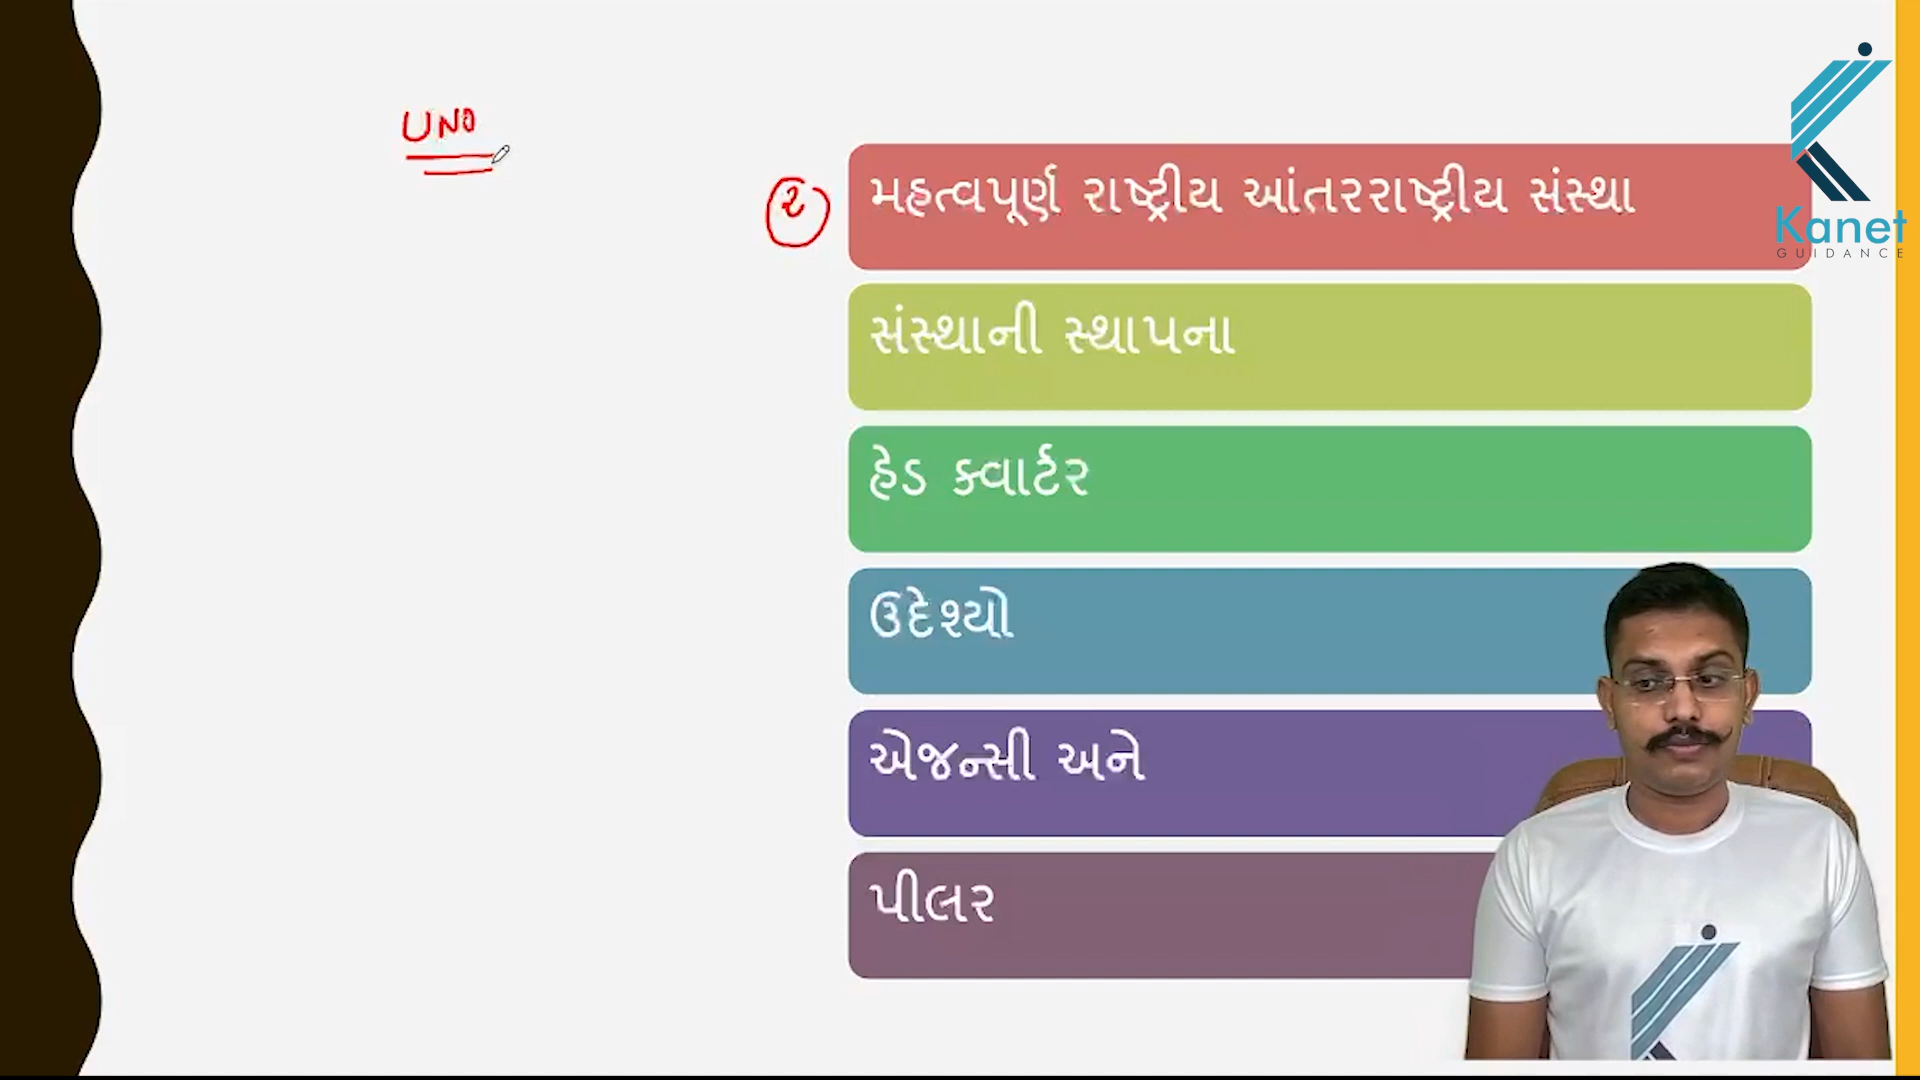 UNO
૨
મહત્વપૂર્ણ રાષ્ટ્રીય આંતરરાષ્ટ્રીય સંસ્થા
સંસ્થાની સ્થાપના
હેડ ક્વાર્ટર
ઉદેશ્યો
એજન્સી અને
પીલર
Kanet
GUIDANCE